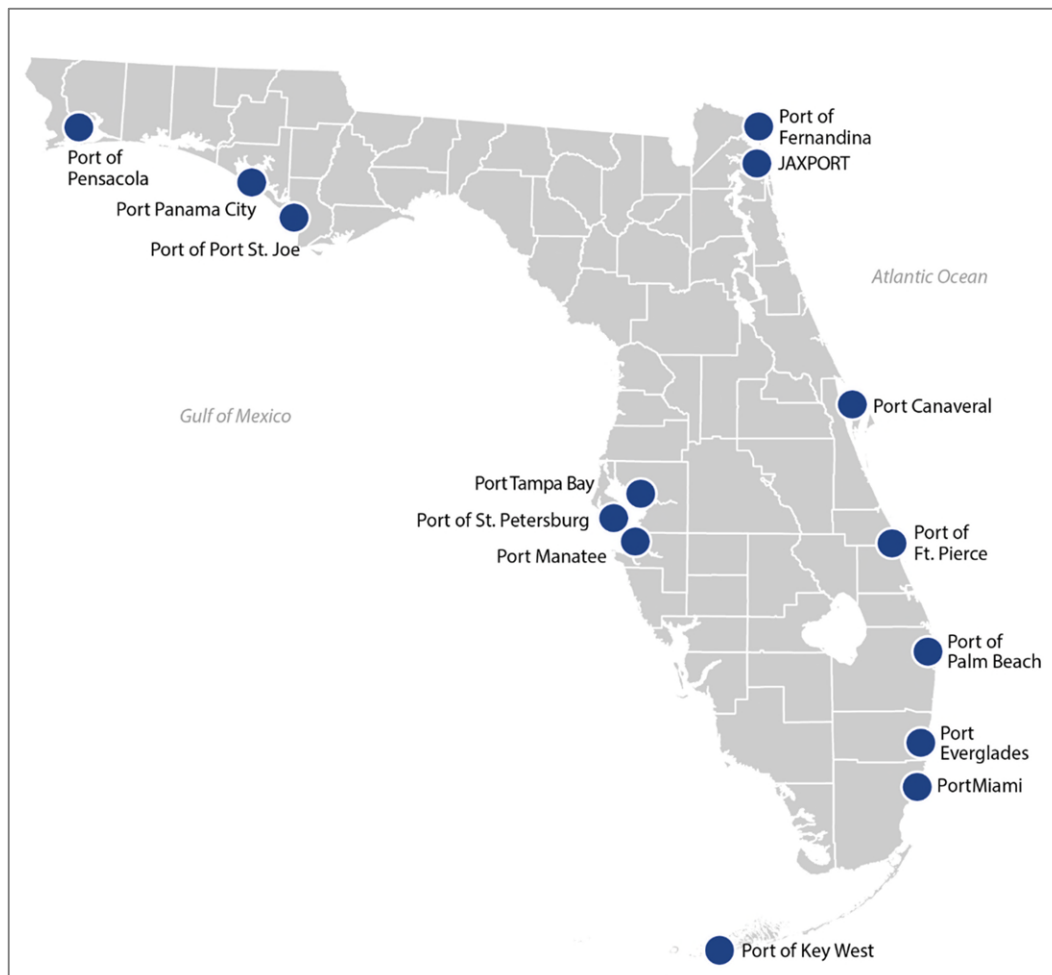 Port of
Fernandina
JAXPORT
Port of
Pensacola
Port Panama City
Port of Port St. Joe
Atlantic Ocean
Gulf of Mexico
Port Canaveral
Port Tampa Bay
Port of St. Petersburg
Port Manatee
Port of
Ft. Pierce
Port of
Palm Beach
Port
Everglades
PortMiami
Port of Key West